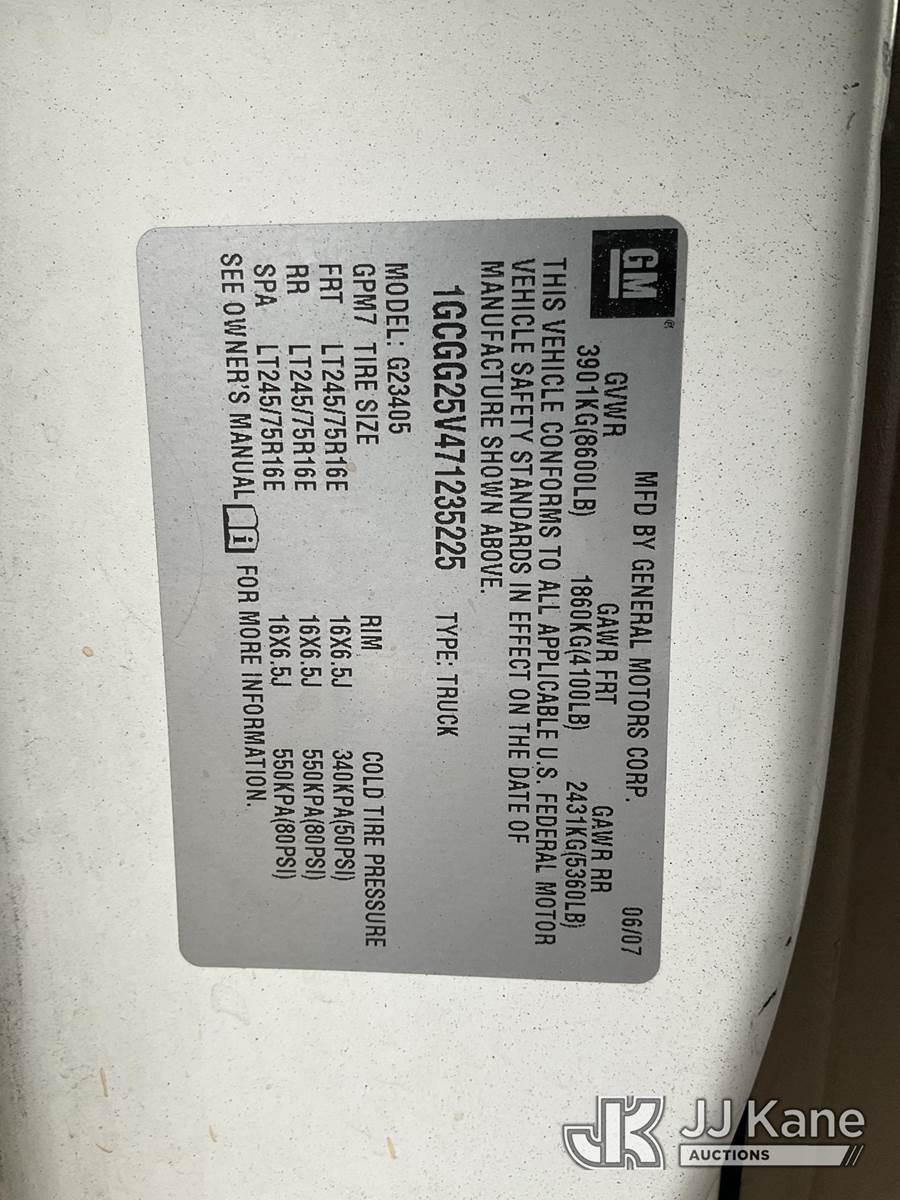 GM ®
MFD BY GENERAL MOTORS CORP. 06/07
GVWR GAWR FRT GAWR RR
3901KG(8600LB) 1860KG(4100LB) 2431KG(5360LB)
THIS VEHICLE CONFORMS TO ALL APPLICABLE U.S. FEDERAL MOTOR
VEHICLE SAFETY STANDARDS IN EFFECT ON THE DATE OF
MANUFACTURE SHOWN ABOVE.
1GCGG25V471235225 TYPE: TRUCK
MODEL: G23405
GPM7 TIRE SIZE RIM COLD TIRE PRESSURE
FRT LT245/75R16E 16X6.5J 340KPA(50PSI)
RR LT245/75R16E 16X6.5J 550KPA(80PSI)
SPA LT245/75R16E 16X6.5J 550KPA(80PSI)
SEE OWNER'S MANUAL i FOR MORE INFORMATION.
JK JJ Kane
AUCTIONS